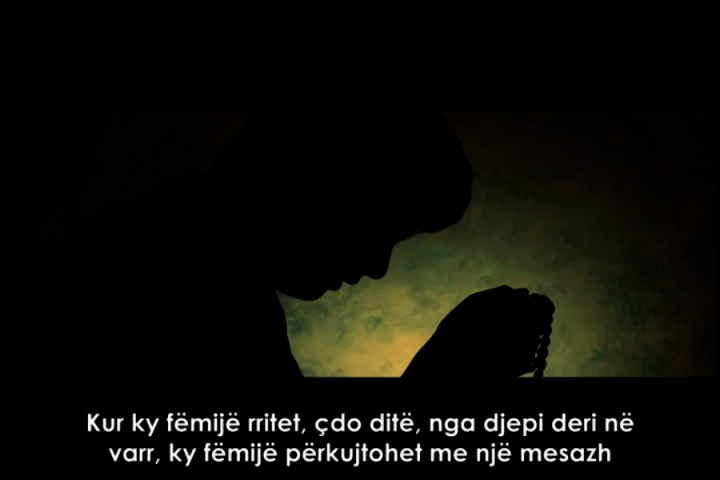 Kur ky fëmijë rritet, çdo ditë, nga djepi deri në
varr, ky fëmijë përkujtohet me një mesazh